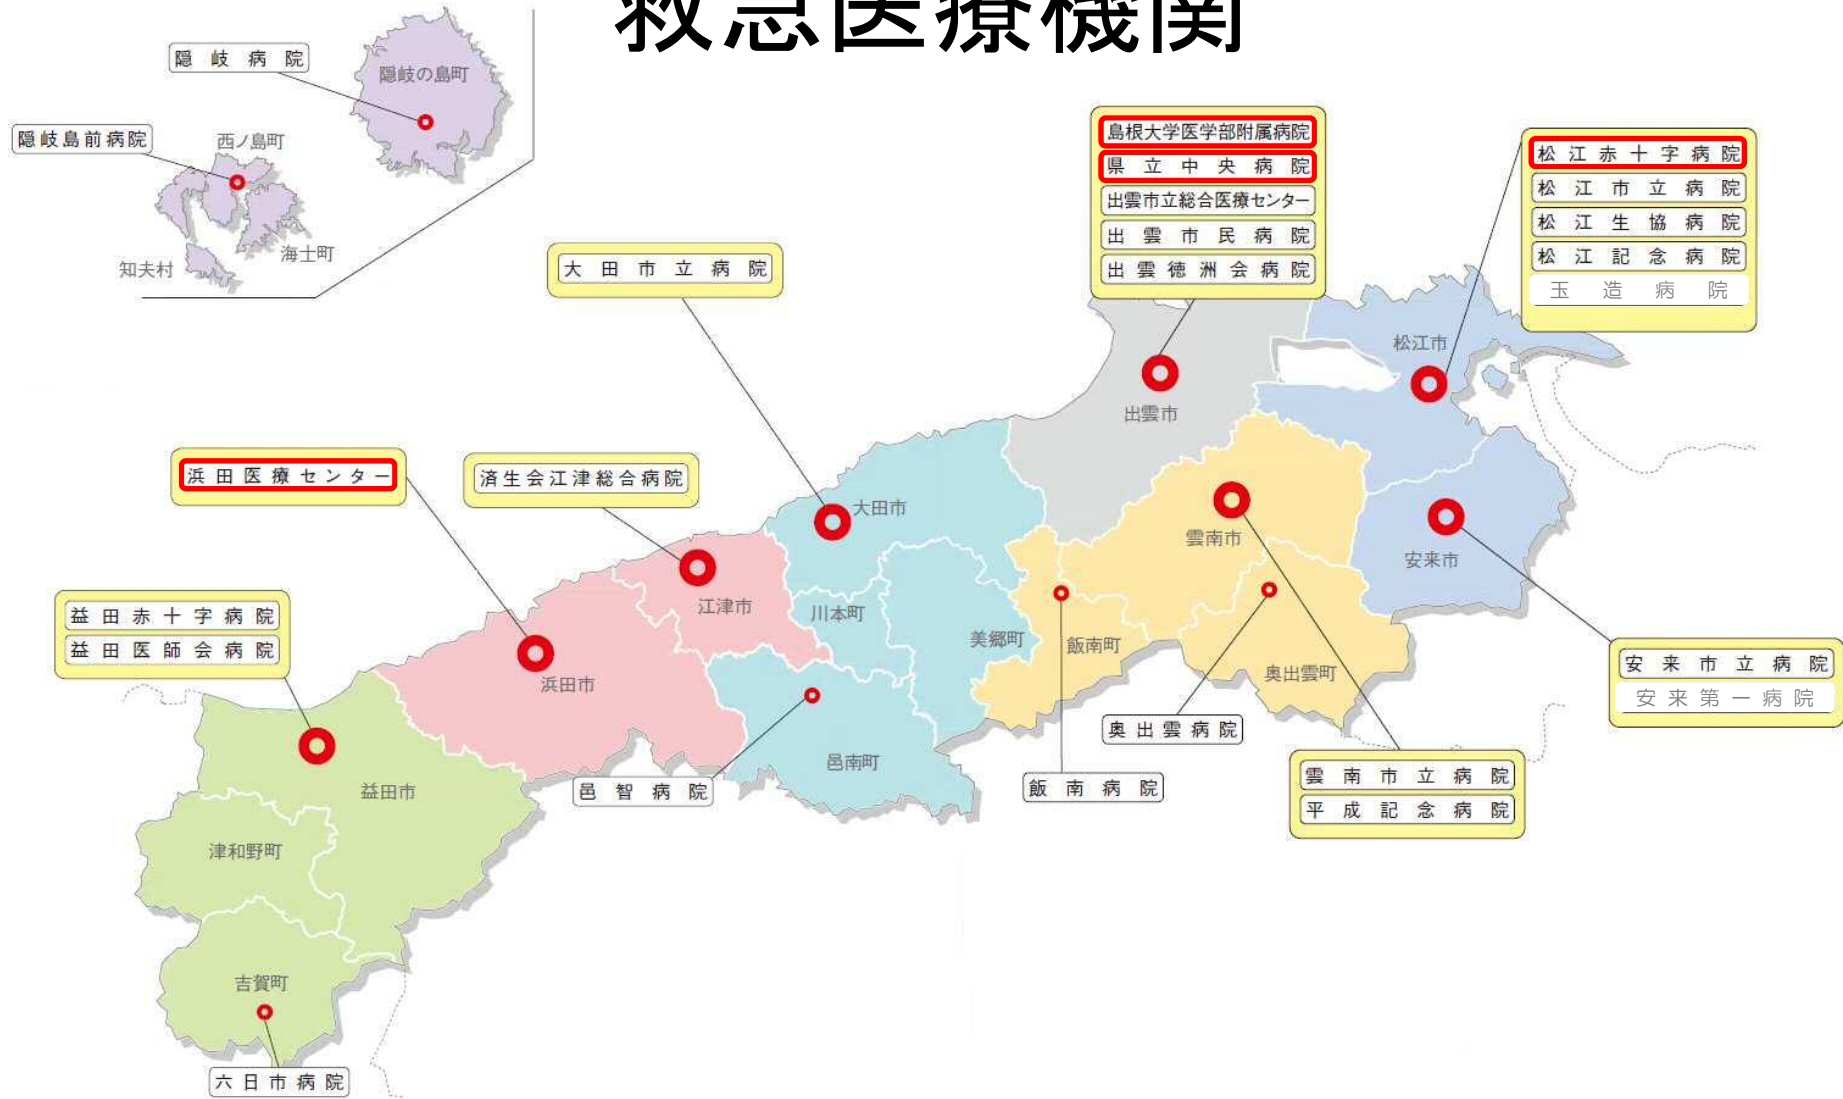 救急医療機関
隠岐病院
隠岐の島町
隠岐島前病院
西ノ島町
海士町
知夫村
島根大学医学部附属病院
県立中央病院
出雲市立総合医療センター
出雲市民病院
出雲徳洲会病院
松江赤十字病院
松江市立病院
松江生協病院
松江記念病院
玉造病院
大田市立病院
松江市
出雲市
浜田医療センター
済生会江津総合病院
大田市
雲南市
安来市
益田赤十字病院
益田医師会病院
江津市
川本町
美郷町
飯南町
奥出雲町
浜田市
安来市立病院
安来第一病院
奥出雲病院
邑南町
益田市
邑智病院
飯南病院
雲南市立病院
平成記念病院
津和野町
吉賀町
六日市病院